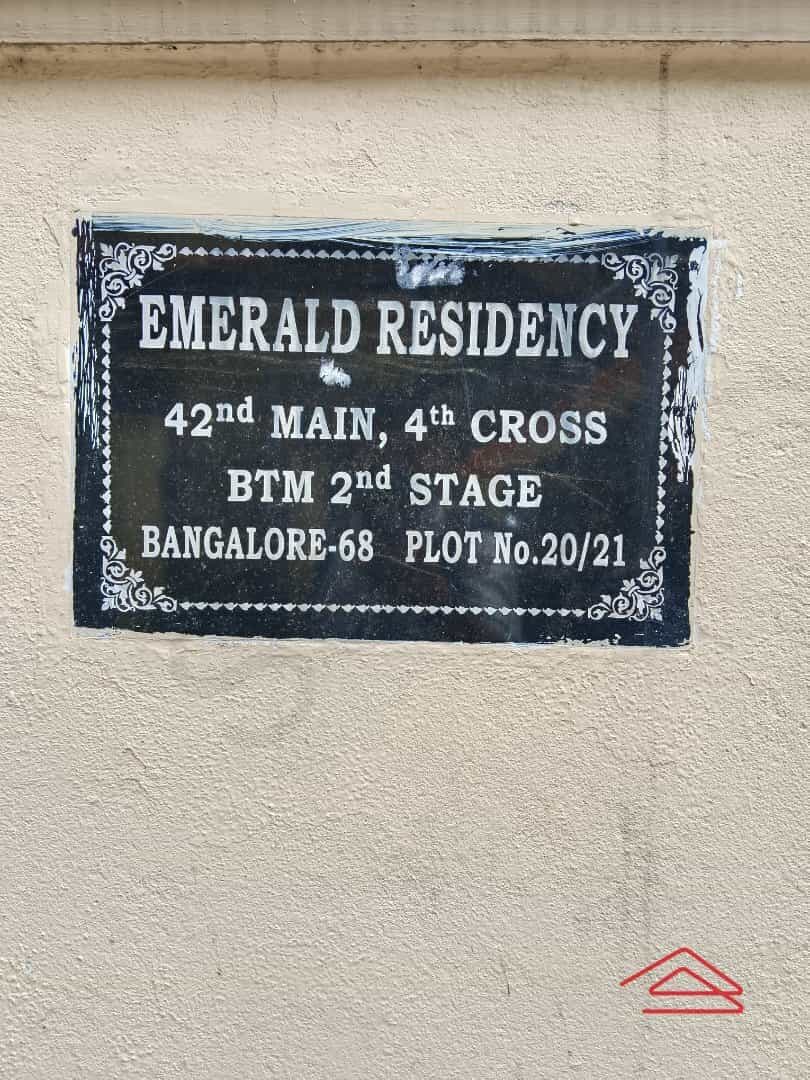 EMERALD RESIDENCY
42nd MAIN, 4th CROSS
BTM 2nd STAGE
BANGALORE-68 PLOT No.20/21